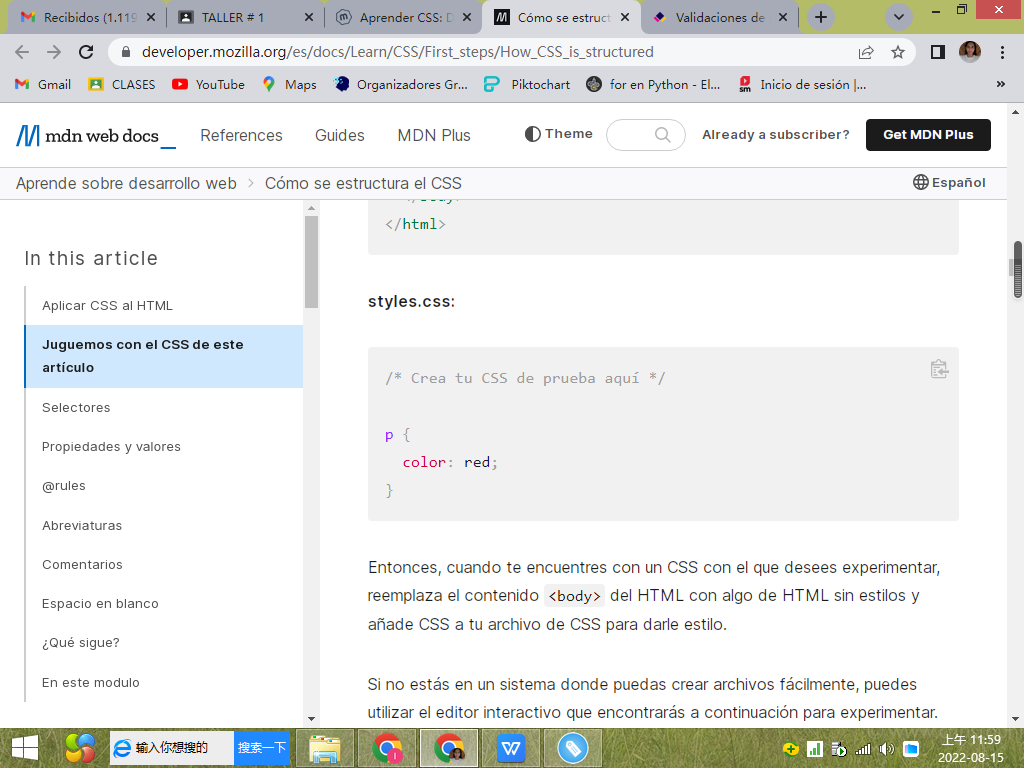 Recibidos (1.119
TALLER # 1
Aprender CSS: D
Cómo se estruct
Validaciones de
developer.mozilla.org/es/docs/Learn/CSS/First_steps/How_CSS_is_structured
Gmail
CLASES
YouTube
Maps
Organizadores Gr...
Piktochart
for en Python - El...
Inicio de sesión |...
mdn web docs_
References
Guides
MDN Plus
Theme
Already a subscriber?
Get MDN Plus
Aprende sobre desarrollo web
Cómo se estructura el CSS
Español
In this article
Aplicar CSS al HTML
Juguemos con el CSS de este
artículo
Selectores
Propiedades y valores
@rules
Abreviaturas
Comentarios
Espacio en blanco
¿Qué sigue?
En este modulo
</body>
</html>
styles.css:
/* Crea tu CSS de prueba aquí */
p {
color: red;
}
Entonces, cuando te encuentres con un CSS con el que desees experimentar,
reemplaza el contenido <body> del HTML con algo de HTML sin estilos y
añade CSS a tu archivo de CSS para darle estilo.
Si no estás en un sistema donde puedas crear archivos fácilmente, puedes
utilizar el editor interactivo que encontrarás a continuación para experimentar.
输入你想搜的
搜索一下
上午 11:59
2022-08-15